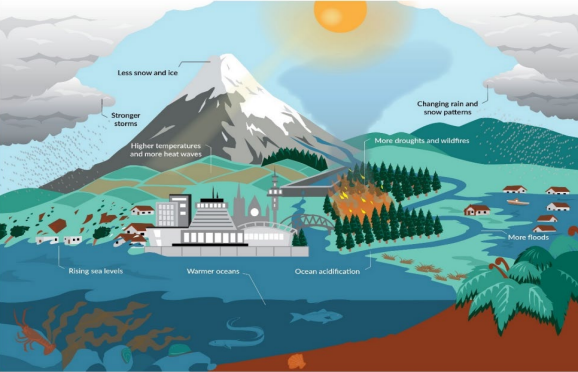 Less snow and ice
Stronger
storms
Changing rain and
snow patterns
Higher temperatures
and more heat waves
More droughts and wildfires
More floods
Rising sea levels
Warmer oceans
Ocean acidification